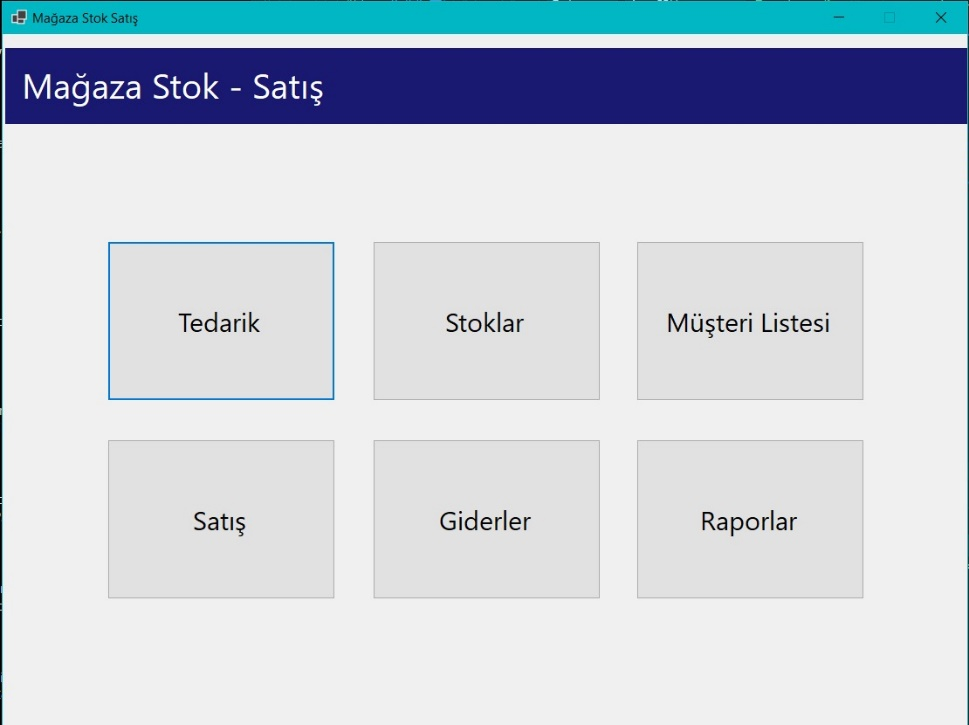 Mağaza Stok Satış
Mağaza Stok - Satış
Tedarik
Stoklar
Müşteri Listesi
Satış
Giderler
Raporlar